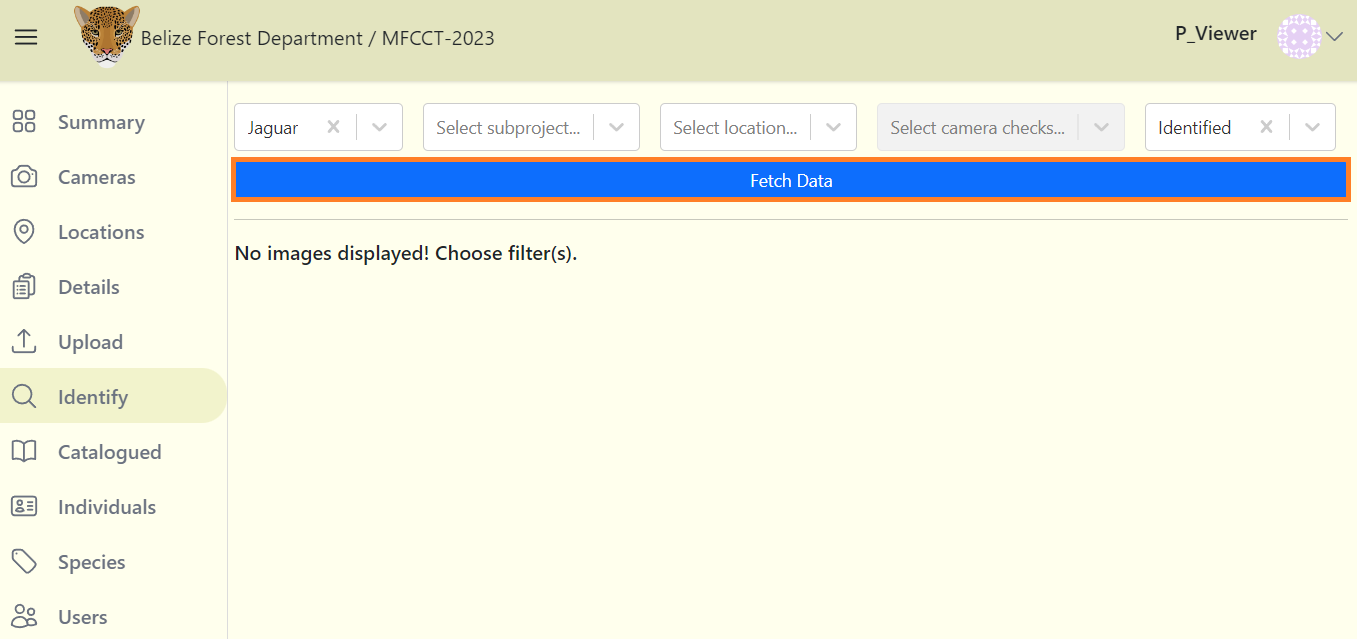 Belize Forest Department / MFCCT-2023
P_Viewer
Summary
Cameras
Locations
Details
Upload
Identify
Catalogued
Individuals
Species
Users
Jaguar
Select subproject...
Select location...
Select camera checks...
Identified
Fetch Data
No images displayed! Choose filter(s).